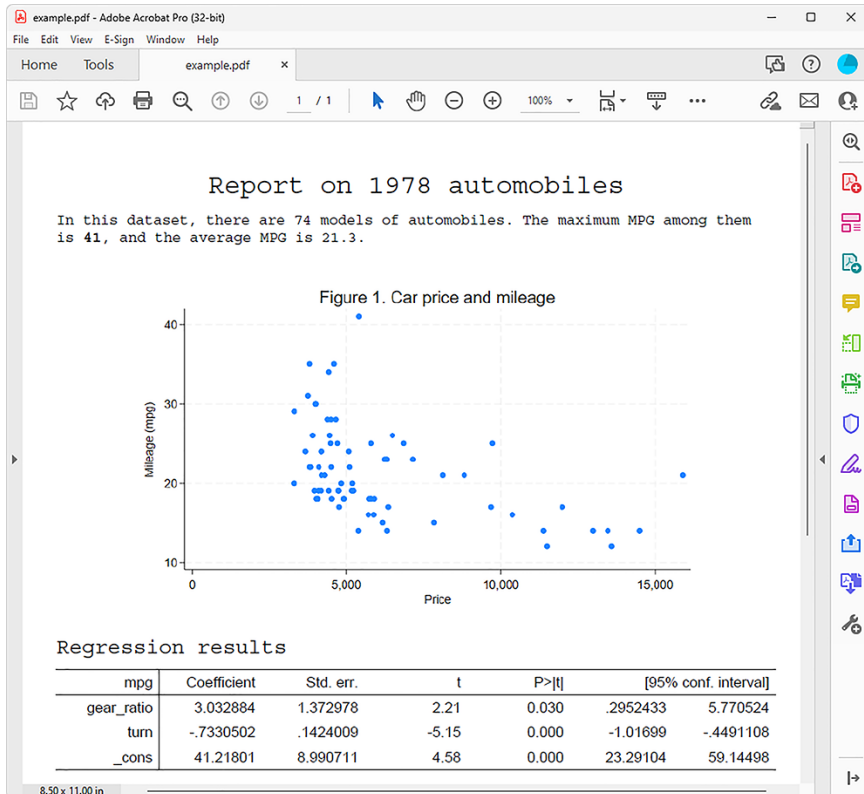 example.pdf - Adobe Acrobat Pro (32-bit)
File Edit View E-Sign Window Help
Home Tools example.pdf ×
1 / 1 100%
Report on 1978 automobiles
In this dataset, there are 74 models of automobiles. The maximum MPG among them
is 41, and the average MPG is 21.3.
Figure 1. Car price and mileage
40
30
20
10
Mileage (mpg)
0 5,000 10,000 15,000
Price
Regression results
mpg Coefficient Std. err. t P>|t| [95% conf. interval]
gear_ratio 3.032884 1.372978 2.21 0.030 .2952433 5.770524
turn -.7330502 .1424009 -5.15 0.000 -1.01699 -.4491108
_cons 41.21801 8.990711 4.58 0.000 23.29104 59.14498
8.50 x 11.00 in